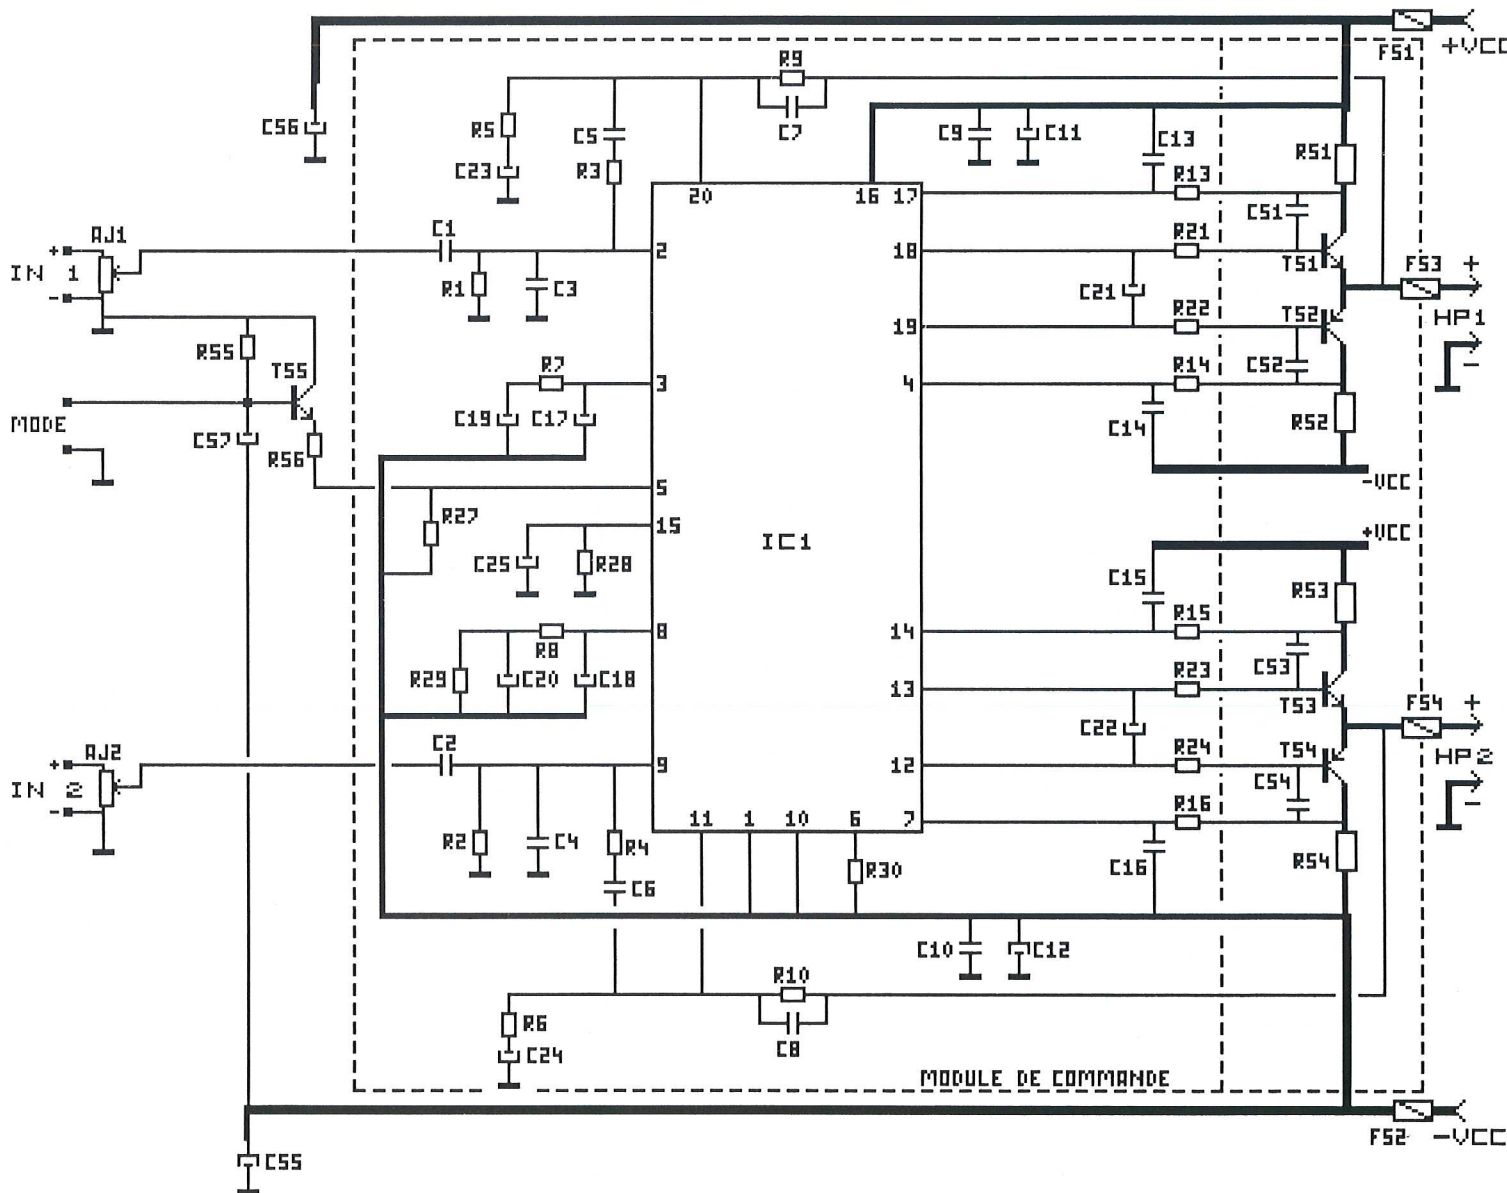 FS1 +VCC
R9
C56
R5
C5
C7
C9
C11
C13
C23
R3
R51
20
16
17
R13
C51
AJ1
C1
2
18
R21
TS1
FS3
+
+
IN 1
-
R1
C3
C21
HP1
-
19
R22
TS2
R55
TS5
R7
3
4
R14
C52
MODE
C57
R56
C19
C17
C14
R52
5
-VCC
R27
15
IC1
+VCC
C25
R28
C15
R53
8
14
R15
R8
R29
C20
C18
13
R23
C53
TS3
FS4
+
C22
AJ2
C2
9
12
R24
TS4
HP2
+
IN 2
-
C54
-
11
1
10
6
7
R16
R2
C4
R4
R30
C16
R54
C6
C10
C12
R10
R6
C8
C24
MODULE DE COMMANDE
FS2 -VCC
C55